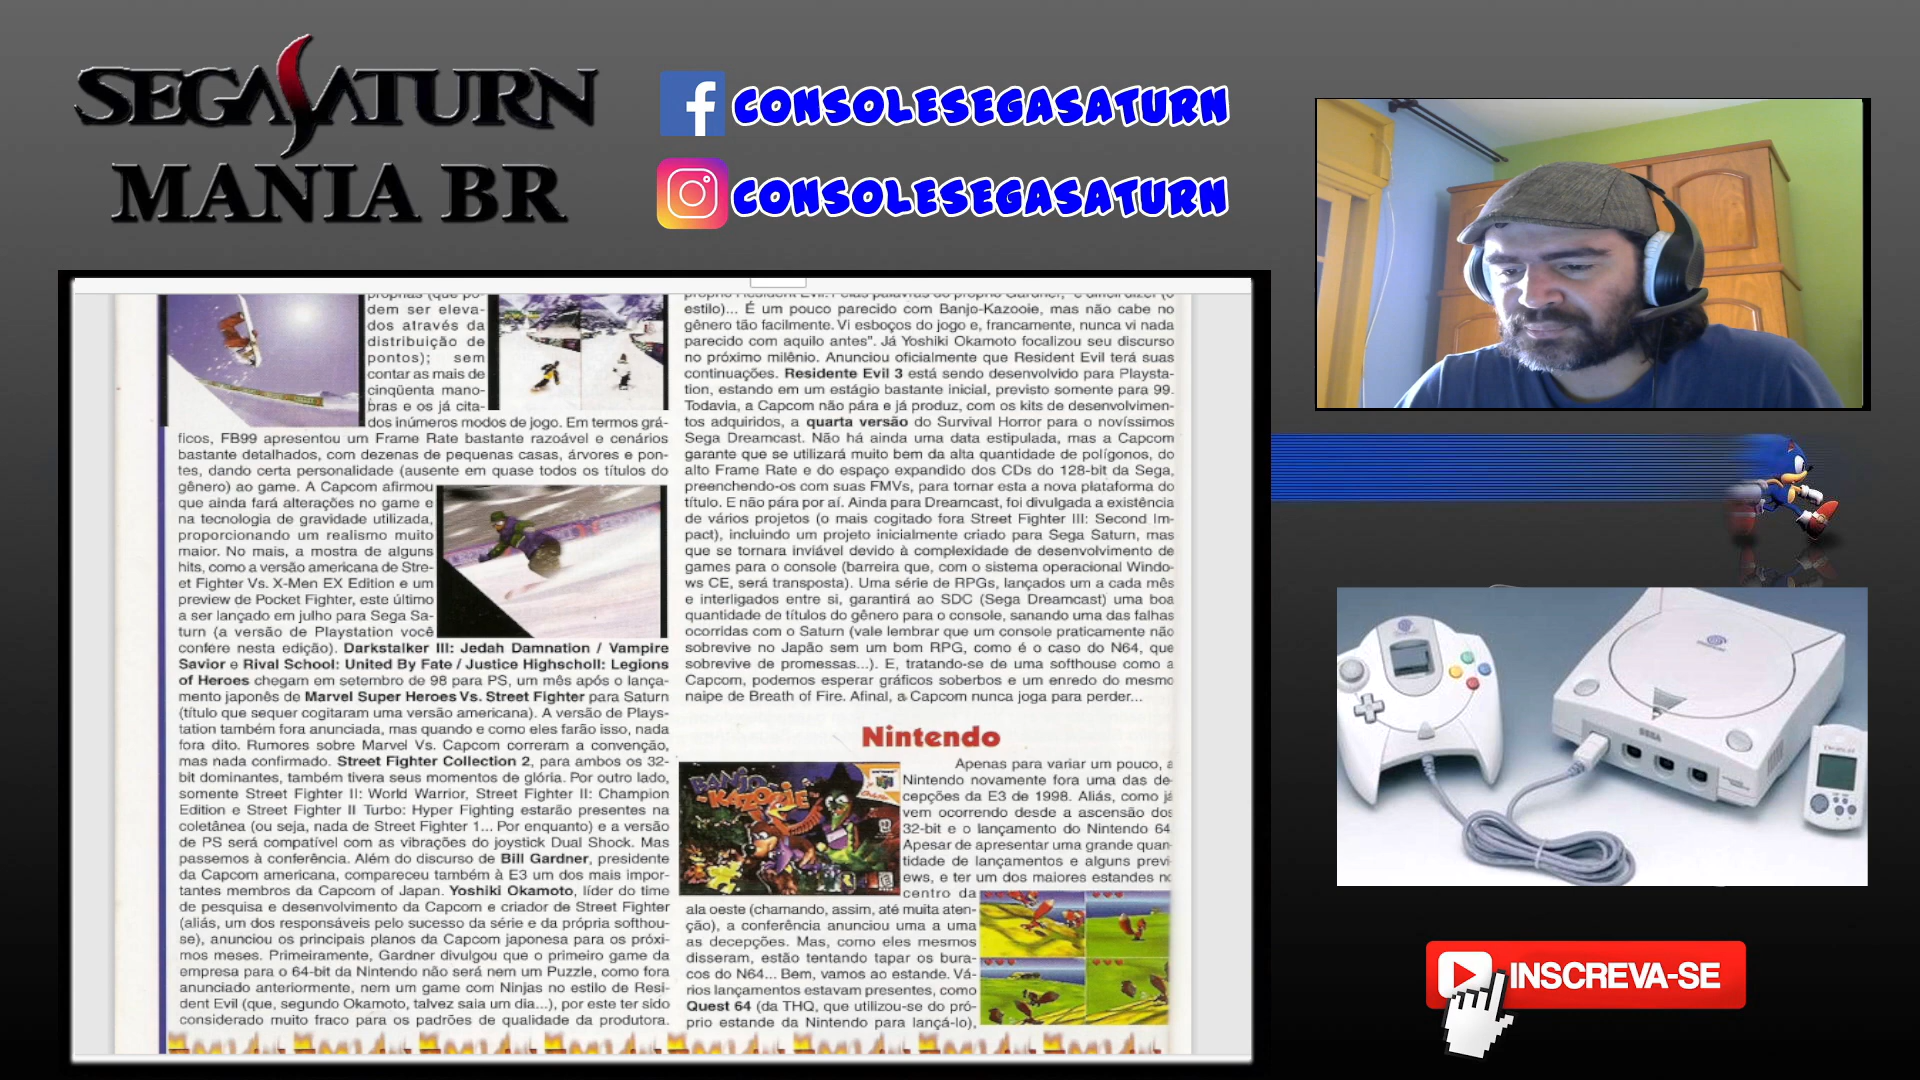 SEGA SATURN
MANIA BR
CONSOLESEGASATURN
CONSOLESEGASATURN
próprias (que po-
dem ser eleva-
dos através da
distribuição de
pontos); sem
contar as mais de
cinqüenta mano-
bras e os já cita-
dos inúmeros modos de jogo. Em termos grá-
ficos, FB99 apresentou um Frame Rate bastante razoável e cenários
bastante detalhados, com dezenas de pequenas casas, árvores e pon-
tes, dando certa personalidade (ausente em quase todos os títulos do
gênero) ao game. A Capcom afirmou
que ainda fará alterações no game e
na tecnologia de gravidade utilizada,
proporcionando um realismo muito
maior. No mais, a mostra de alguns
hits, como a versão americana de Stre-
et Fighter Vs. X-Men EX Edition e um
preview de Pocket Fighter, este último
a ser lançado em julho para Sega Sa-
turn (a versão de Playstation você
confere nesta edição). Darkstalker III: Jedah Damnation / Vampire
Savior e Rival School: United By Fate / Justice Highscholl: Legions
of Heroes chegam em setembro de 98 para PS, um mês após o lança-
mento japonês de Marvel Super Heroes Vs. Street Fighter para Saturn
(título que sequer cogitaram uma versão americana). A versão de Plays-
tation também fora anunciada, mas quando e como eles farão isso, nada
fora dito. Rumores sobre Marvel Vs. Capcom correram a convenção,
mas nada confirmado. Street Fighter Collection 2, para ambos os 32-
bit dominantes, também tivera seus momentos de glória. Por outro lado,
somente Street Fighter II: World Warrior, Street Fighter II: Champion
Edition e Street Fighter II Turbo: Hyper Fighting estarão presentes na
coletânea (ou seja, nada de Street Fighter 1... Por enquanto) e a versão
de PS será compatível com as vibrações do joystick Dual Shock. Mas
passemos à conferência. Além do discurso de Bill Gardner, presidente
da Capcom americana, compareceu também à E3 um dos mais impor-
tantes membros da Capcom of Japan. Yoshiki Okamoto, líder do time
de pesquisa e desenvolvimento da Capcom e criador de Street Fighter
(aliás, um dos responsáveis pelo sucesso da série e da própria softhou-
se), anunciou os principais planos da Capcom japonesa para os próxi-
mos meses. Primeiramente, Gardner divulgou que o primeiro game da
empresa para o 64-bit da Nintendo não será nem um Puzzle, como fora
anunciado anteriormente, nem um game com Ninjas no estilo de Resi-
dent Evil (que, segundo Okamoto, talvez saia um dia...), por este ter sido
considerado muito fraco para os padrões de qualidade da produtora.
próprio Resident Evil. Pelas palavras do próprio Gardner, "é difícil dizer (o
estilo)... É um pouco parecido com Banjo-Kazooie, mas não cabe no
gênero tão facilmente. Vi esboços do jogo e, francamente, nunca vi nada
parecido com aquilo antes". Já Yoshiki Okamoto focalizou seu discurso
no próximo milênio. Anunciou oficialmente que Resident Evil terá suas
continuações. Residente Evil 3 está sendo desenvolvido para Playsta-
tion, estando em um estágio bastante inicial, previsto somente para 99.
Todavia, a Capcom não pára e já produz, com os kits de desenvolvimen-
tos adquiridos, a quarta versão do Survival Horror para o novíssimos
Sega Dreamcast. Não há ainda uma data estipulada, mas a Capcom
garante que se utilizará muito bem da alta quantidade de polígonos, do
alto Frame Rate e do espaço expandido dos CDs do 128-bit da Sega,
preenchendo-os com suas FMVs, para tornar esta a nova plataforma do
título. E não pára por aí. Ainda para Dreamcast, foi divulgada a existência
de vários projetos (o mais cogitado fora Street Fighter III: Second Im-
pact), incluindo um projeto inicialmente criado para Sega Saturn, mas
que se tornara inviável devido à complexidade de desenvolvimento de
games para o console (barreira que, com o sistema operacional Windo-
ws CE, será transposta). Uma série de RPGs, lançados um a cada mês
e interligados entre si, garantirá ao SDC (Sega Dreamcast) uma boa
quantidade de títulos do gênero para o console, sanando uma das falhas
ocorridas com o Saturn (vale lembrar que um console praticamente não
sobrevive no Japão sem um bom RPG, como é o caso do N64, que
sobrevive de promessas...). E, tratando-se de uma softhouse como a
Capcom, podemos esperar gráficos soberbos e um enredo do mesmo
naipe de Breath of Fire. Afinal, a Capcom nunca joga para perder...
Nintendo
BANJO
-KAZOOIE
Apenas para variar um pouco, a
Nintendo novamente fora uma das de-
cepções da E3 de 1998. Aliás, como já
vem ocorrendo desde a ascensão dos
32-bit e o lançamento do Nintendo 64.
Apesar de apresentar uma grande quan-
tidade de lançamentos e alguns previ-
ews, e ter um dos maiores estandes no
centro da
ala oeste (chamando, assim, até muita aten-
ção), a conferência anunciou uma a uma
as decepções. Mas, como eles mesmos
disseram, estão tentando tapar os bura-
cos do N64... Bem, vamos ao estande. Vá-
rios lançamentos estavam presentes, como
Quest 64 (da THQ, que utilizou-se do pró-
prio estande da Nintendo para lançá-lo),
SEGA
INSCREVA-SE